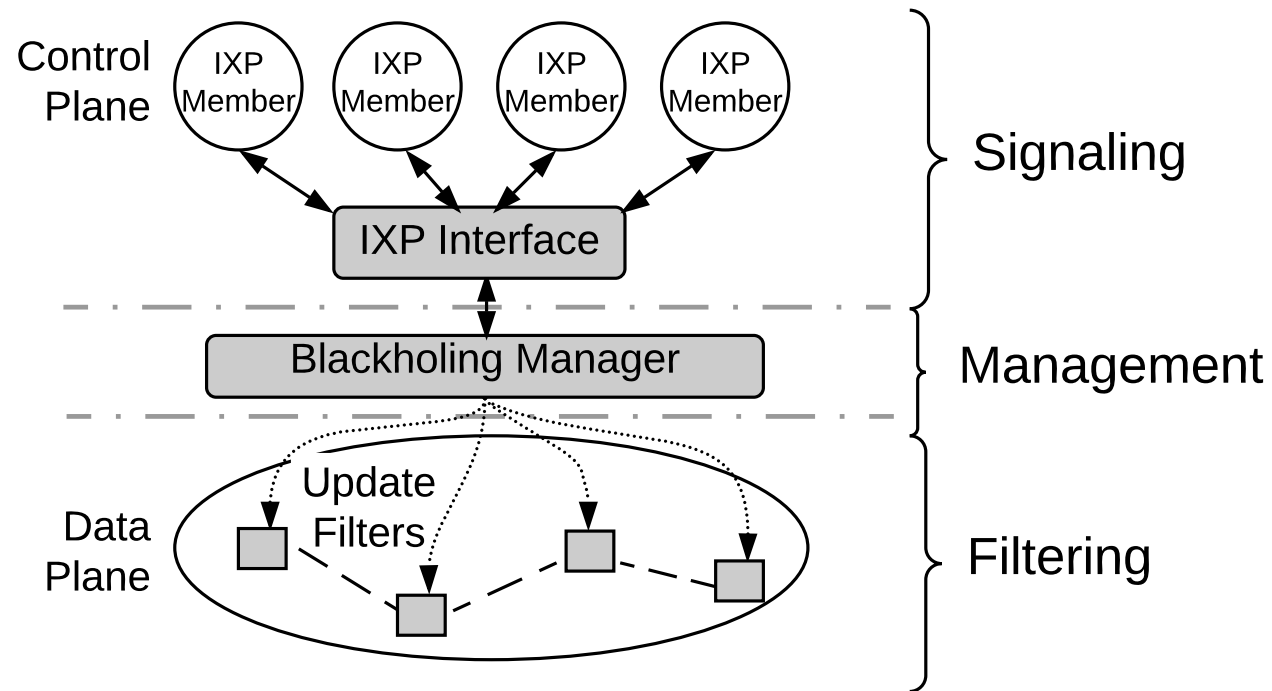 Control
Plane
IXP
Member
IXP
Member
IXP
Member
IXP
Member
Signaling
IXP Interface
Blackholing Manager
Management
Update
Filters
Data
Plane
Filtering